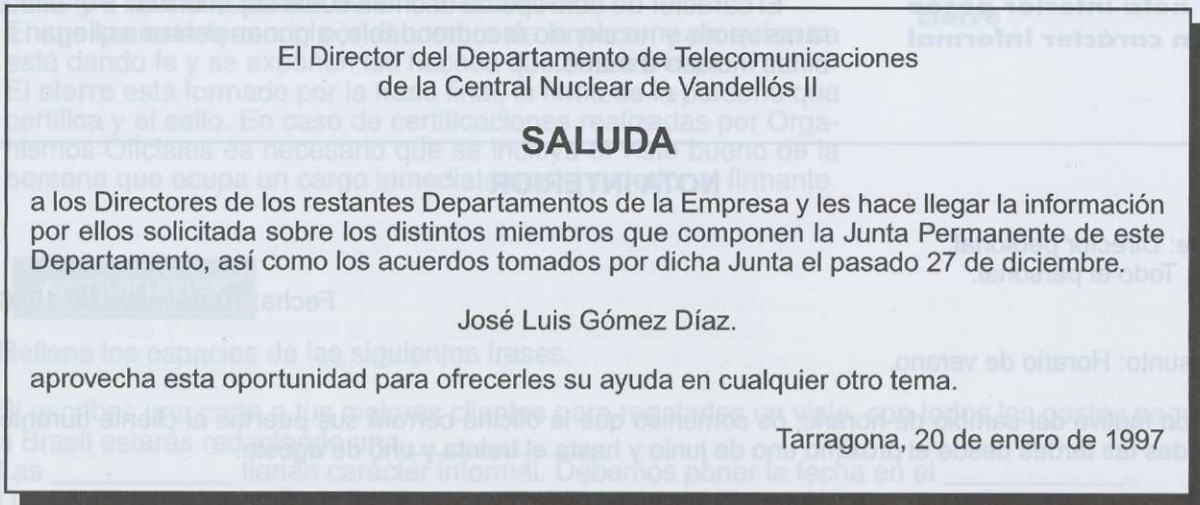 El Director del Departamento de Telecomunicaciones
de la Central Nuclear de Vandellós II
SALUDA
a los Directores de los restantes Departamentos de la Empresa y les hace llegar la información
por ellos solicitada sobre los distintos miembros que componen la Junta Permanente de este
Departamento, así como los acuerdos tomados por dicha Junta el pasado 27 de diciembre.
José Luis Gómez Díaz.
aprovecha esta oportunidad para ofrecerles su ayuda en cualquier otro tema.
Tarragona, 20 de enero de 1997